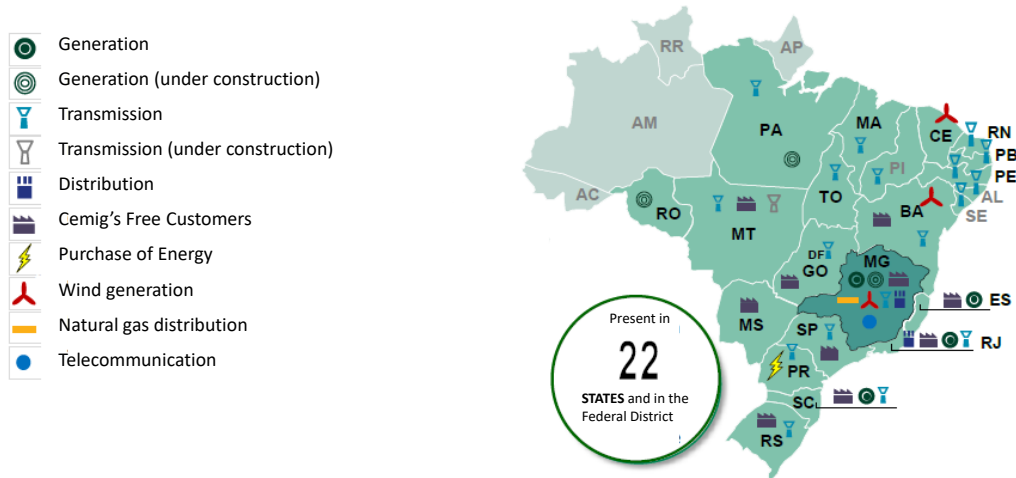 Generation
Generation (under construction)
Transmission
Transmission (under construction)
Distribution
Cemig's Free Customers
Purchase of Energy
Wind generation
Natural gas distribution
Telecommunication
RR
AP
AM
PA
MA
CE
RN
PB
PE
AL
SE
PI
TO
BA
AC
RO
MT
DF
GO
MG
ES
MS
SP
RJ
PR
SC
RS
Present in
22
STATES and in the
Federal District